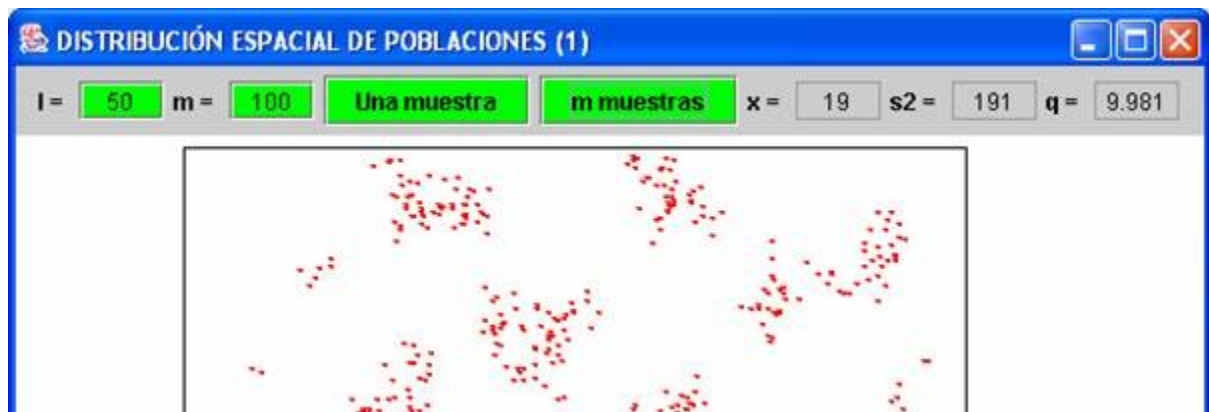 DISTRIBUCIÓN ESPACIAL DE POBLACIONES (1)
l = 50 m = 100 Una muestra m muestras x = 19 s2 = 191 q = 9.981